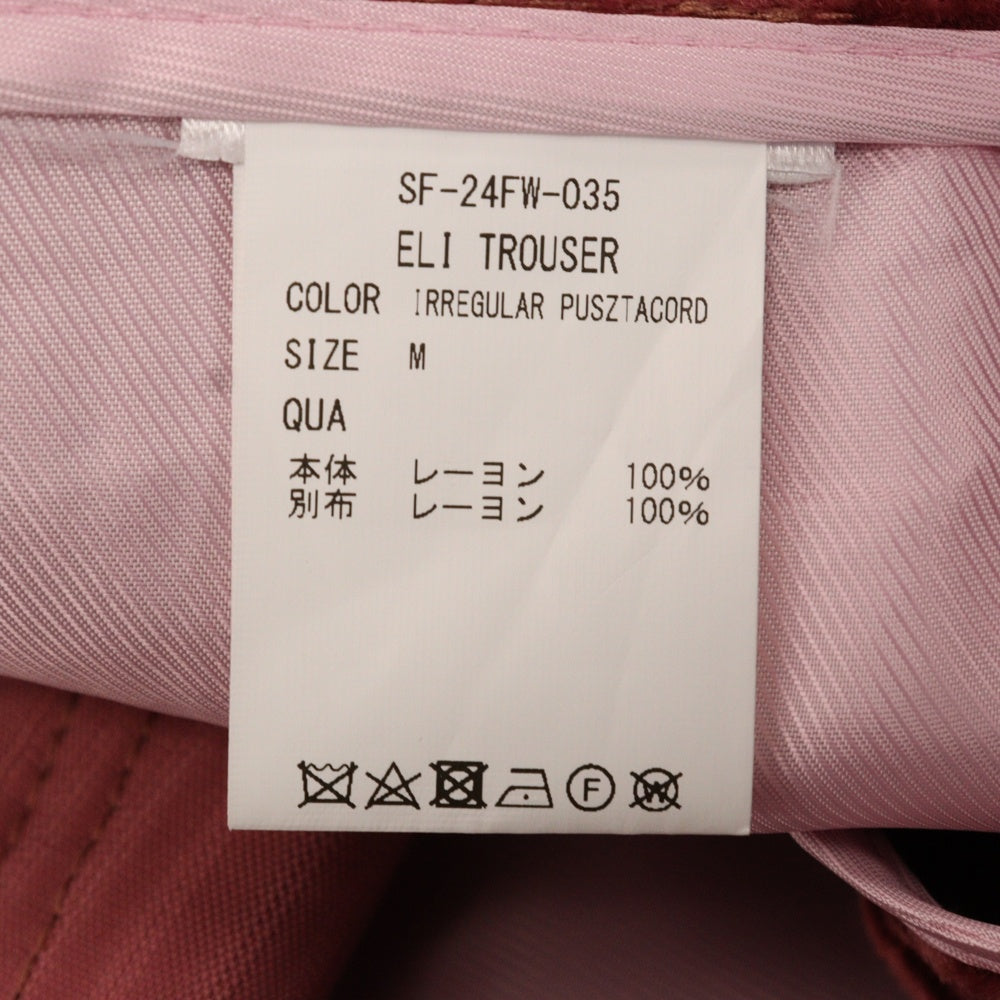 SF-24FW-035
ELI TROUSER
COLOR IRREGULAR PUSZTACORD
SIZE M
QUA
本体 レーヨン 100%
別布 レーヨン 100%
F W